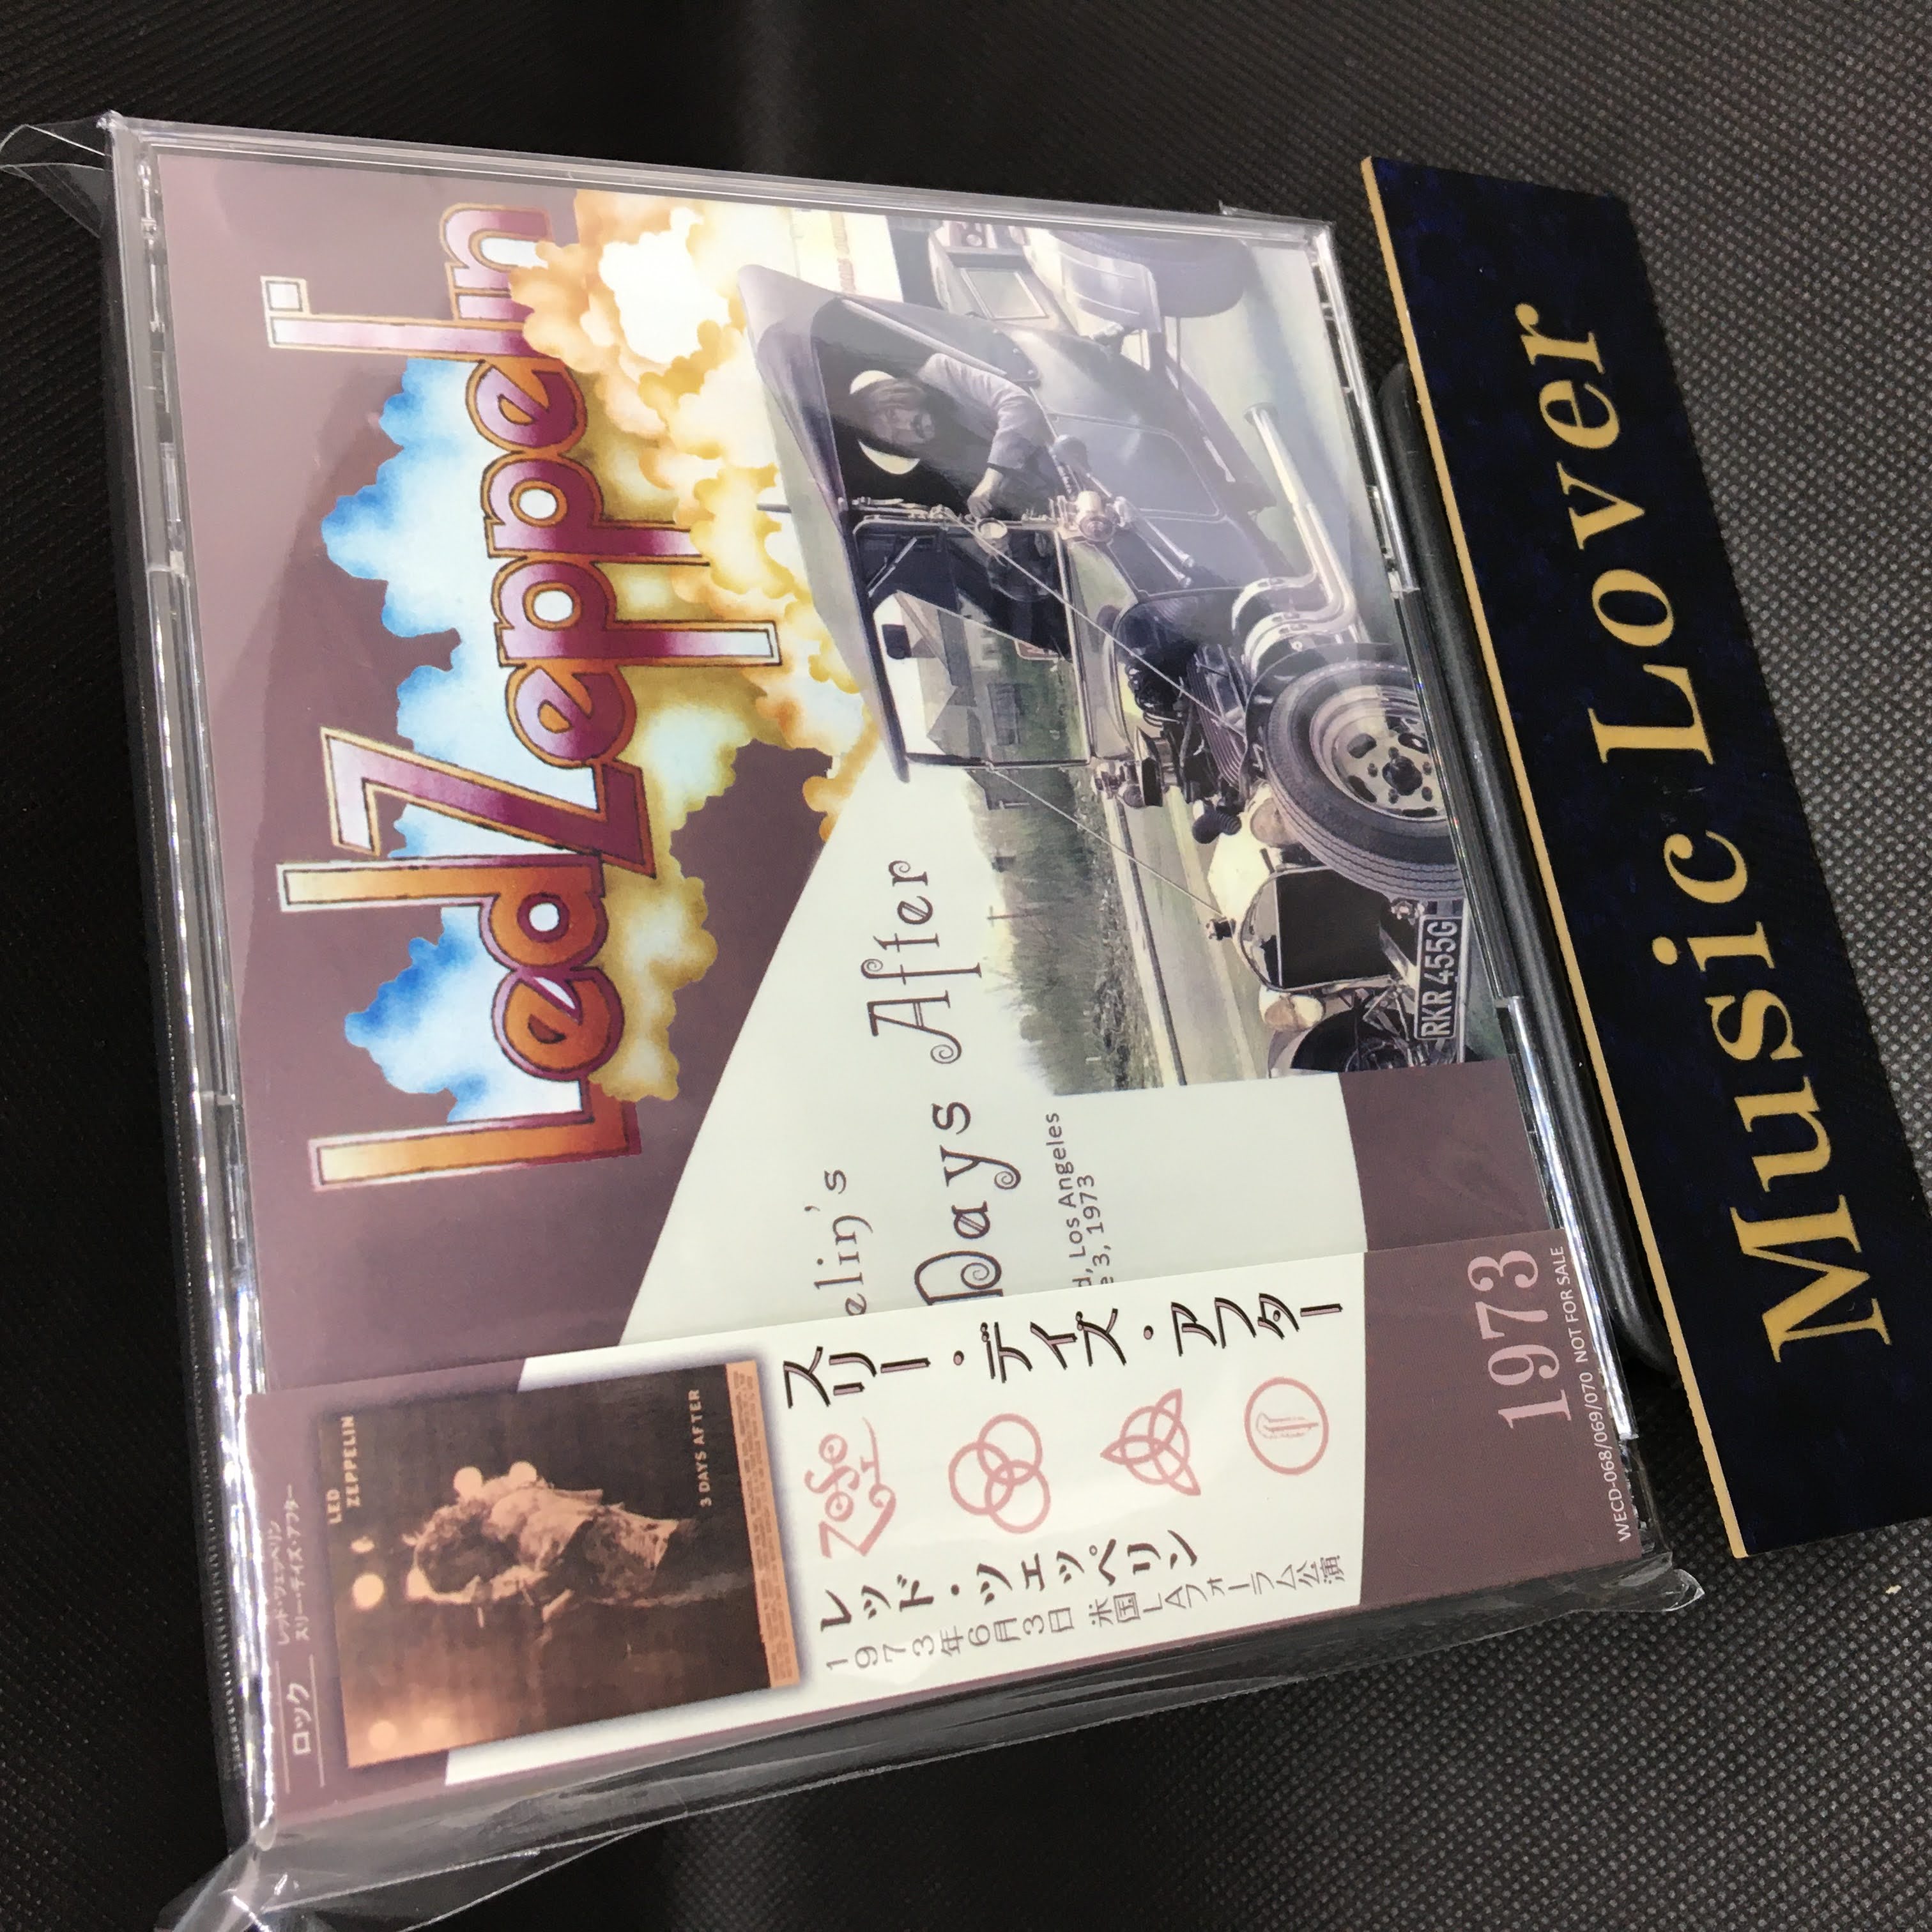 Led Zeppelin
elin's
Days After
d, Los Angeles
e 3, 1973
RKR 455G
ロック
レッド・ツェッペリン
スリー・デイズ・アフター
LED
ZEPPELIN
3 DAYS AFTER
スリー・デイズ・アフター
ZoSo
レッド・ツェッペリン
1973年6月3日 米国LAフォーラム公演
1973
WECD-068/069/070 NOT FOR SALE
Music Lover